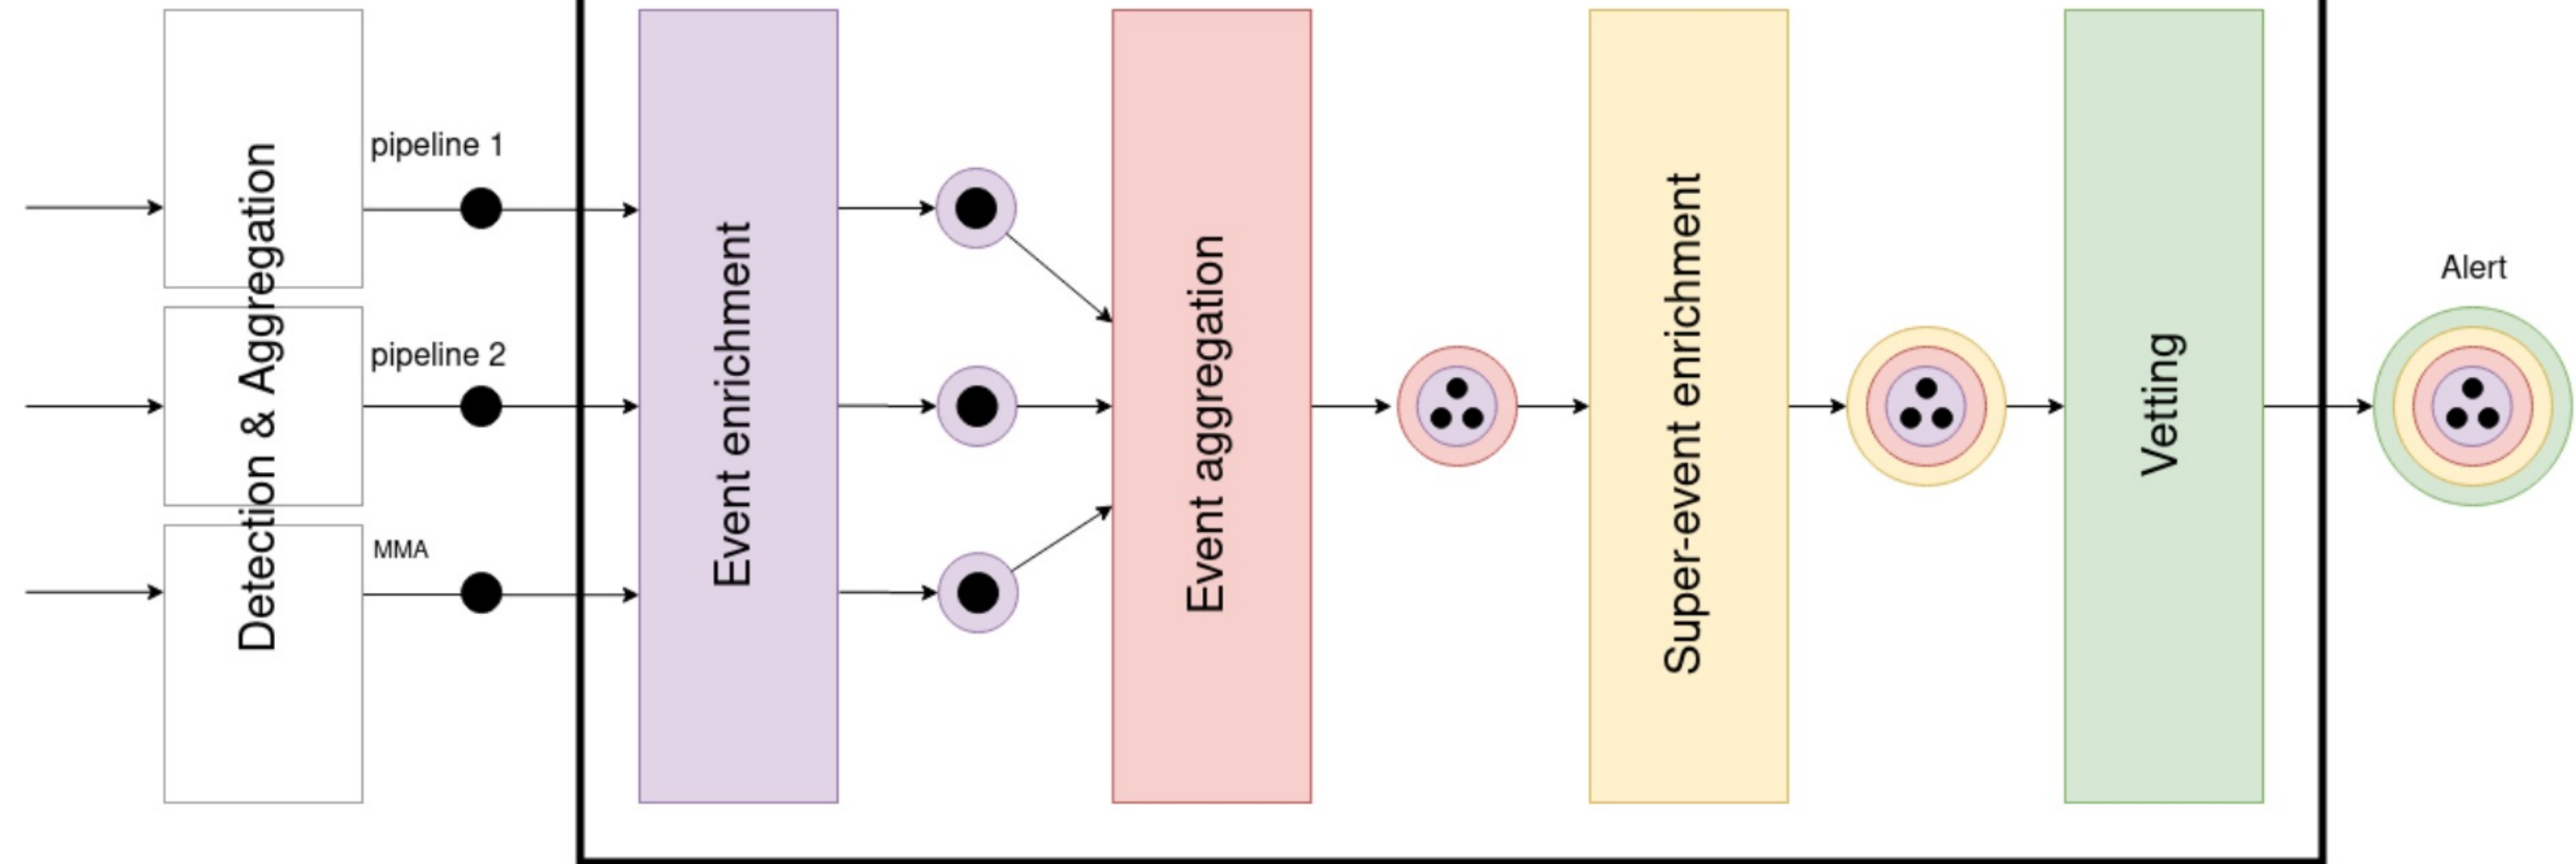 Detection & Aggregation
pipeline 1
pipeline 2
MMA
Event enrichment
Event aggregation
Super-event enrichment
Vetting
Alert